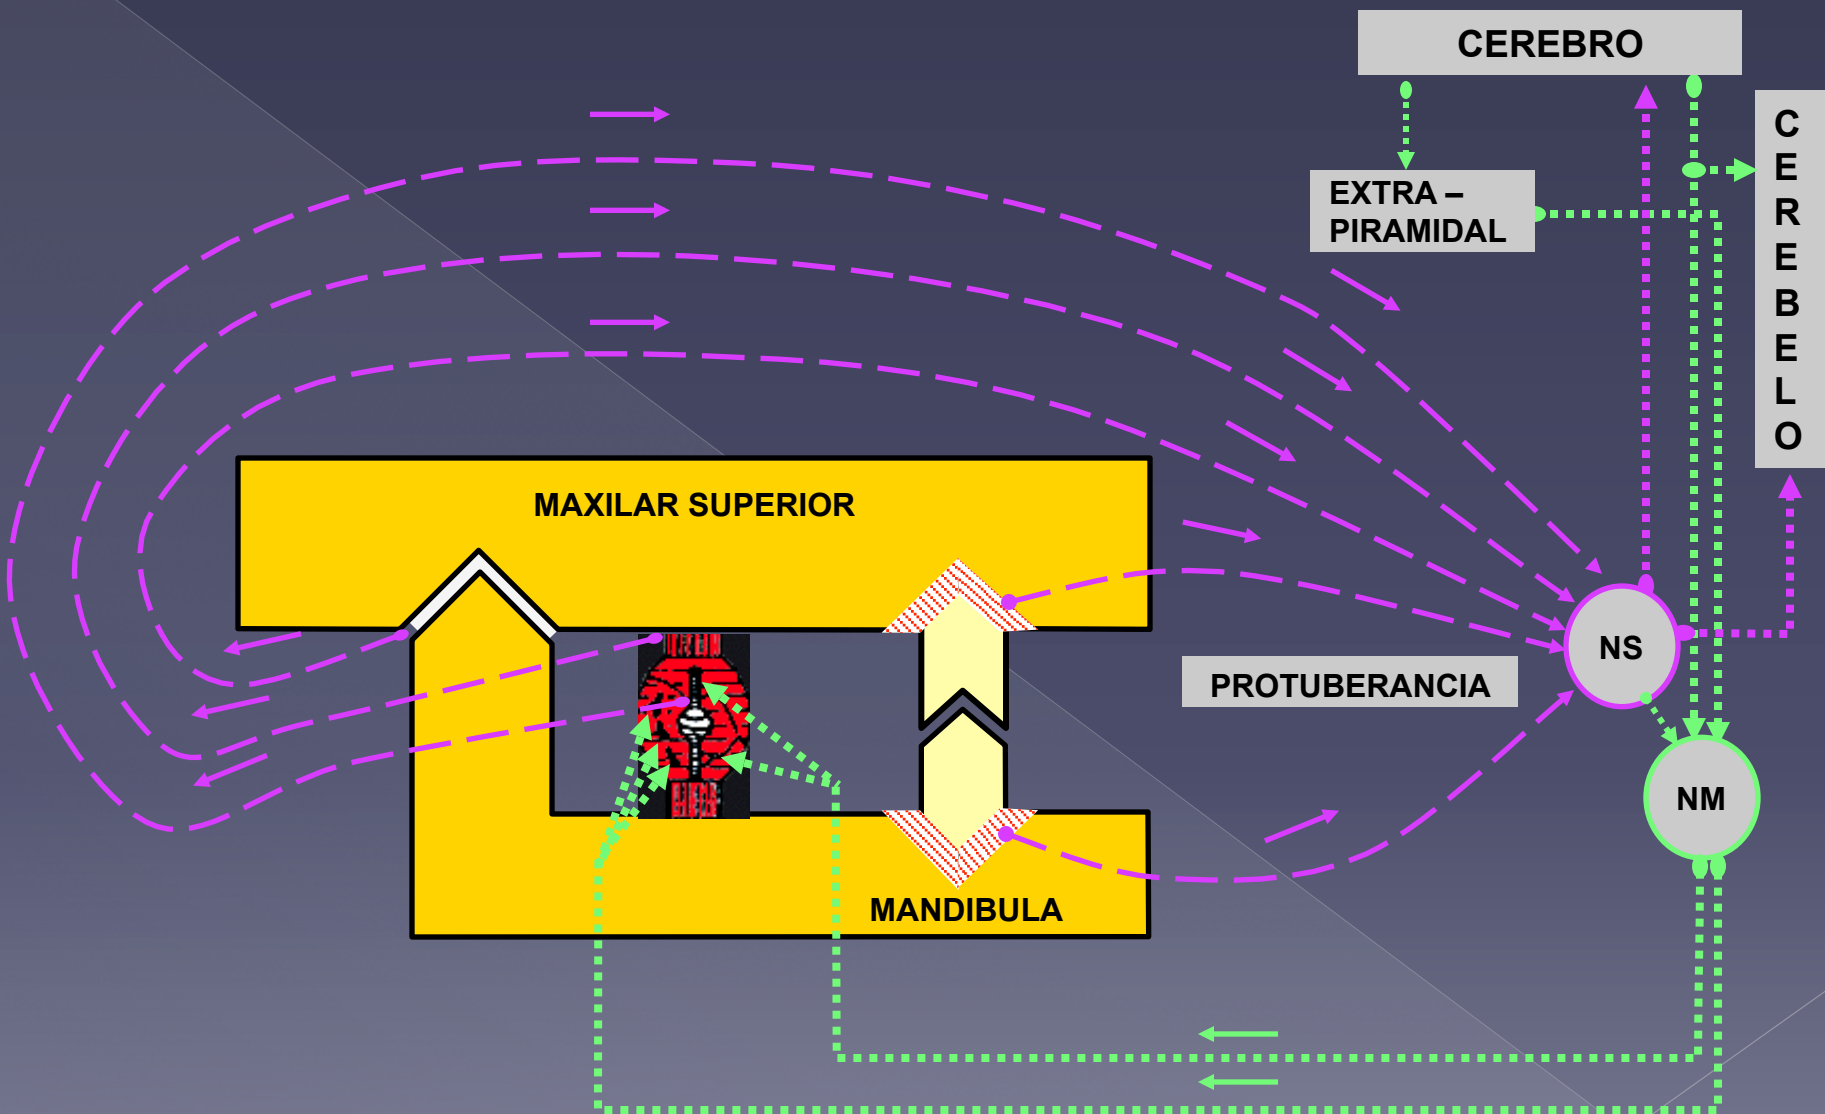 CEREBRO
C
E
R
E
B
E
L
O
EXTRA –
PIRAMIDAL
MAXILAR SUPERIOR
NS
PROTUBERANCIA
NM
MANDIBULA